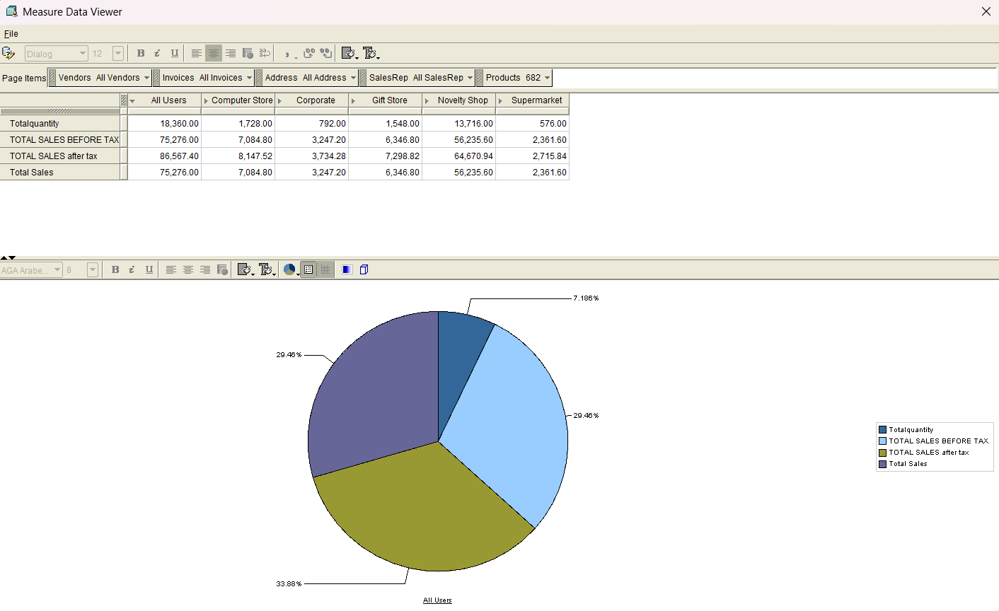 Measure Data Viewer
File
Dialog 12 B i U
Page Items Vendors All Vendors Invoices All Invoices Address All Address SalesRep All SalesRep Products 682
All Users Computer Store Corporate Gift Store Novelty Shop Supermarket
Totalquantity 18,360.00 1,728.00 792.00 1,548.00 13,716.00 576.00
TOTAL SALES BEFORE TAX 75,276.00 7,084.80 3,247.20 6,346.80 56,235.60 2,361.60
TOTAL SALES after tax 86,567.40 8,147.52 3,734.28 7,298.82 64,670.94 2,715.84
Total Sales 75,276.00 7,084.80 3,247.20 6,346.80 56,235.60 2,361.60
AGA Arabe... 8 B i U
7.186%
29.46%
29.46%
Totalquantity
TOTAL SALES BEFORE TAX
TOTAL SALES after tax
Total Sales
33.88%
All Users